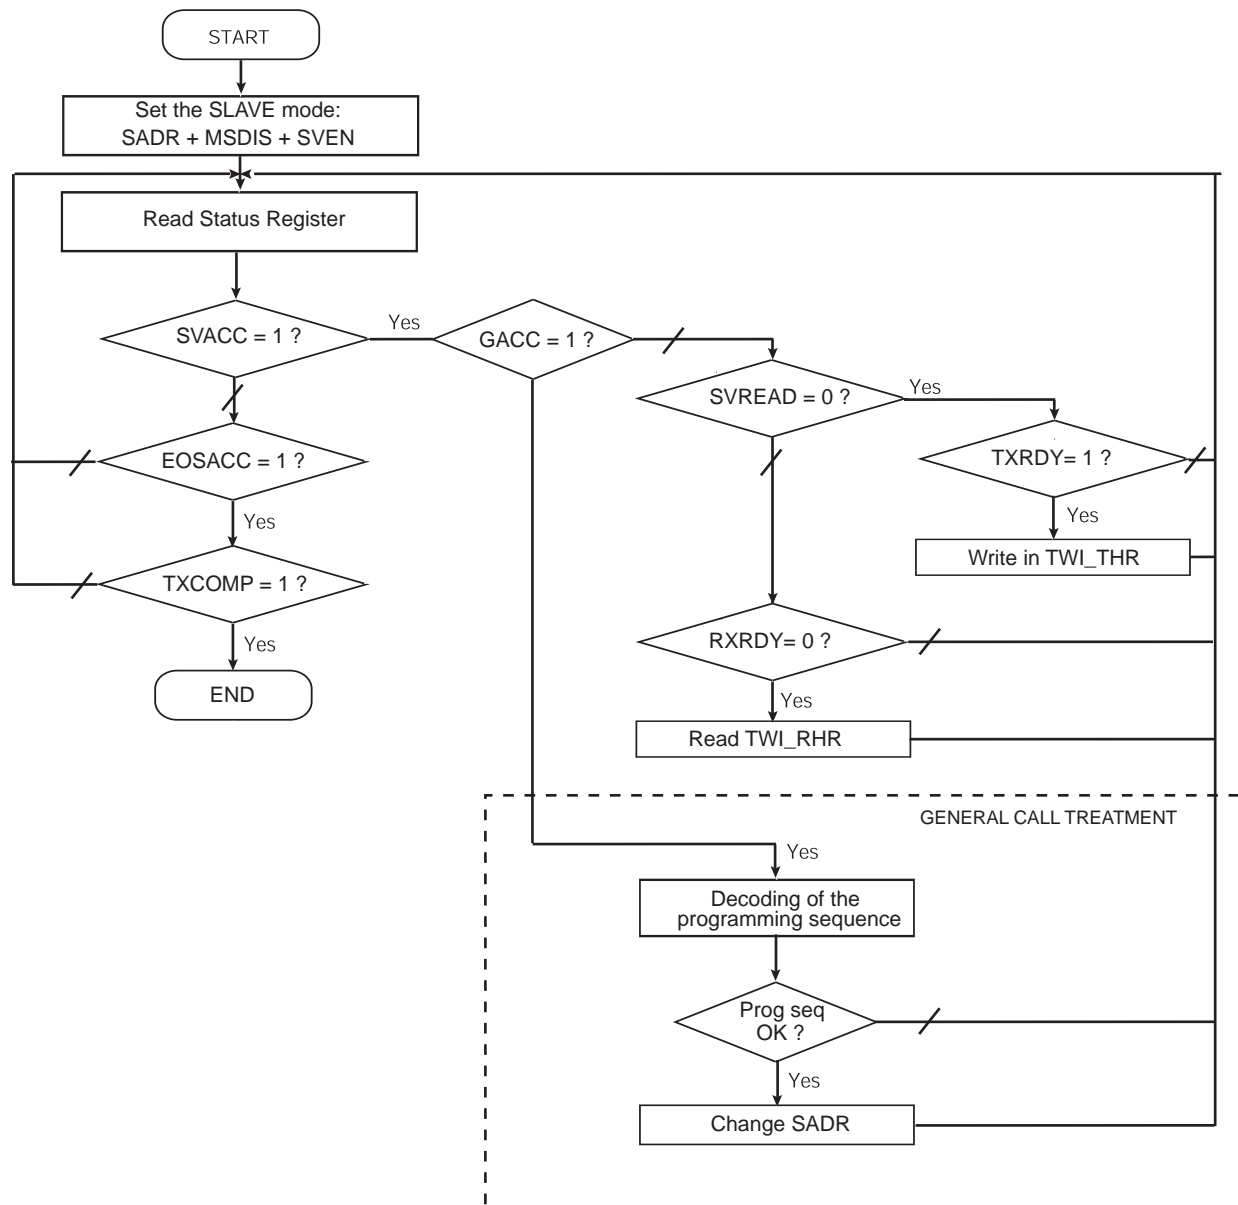 START
Set the SLAVE mode:
SADR + MSDIS + SVEN
Read Status Register
SVACC = 1 ?
Yes
GACC = 1 ?
SVREAD = 0 ?
Yes
EOSACC = 1 ?
TXRDY= 1 ?
Yes
Yes
Write in TWI_THR
TXCOMP = 1 ?
Yes
RXRDY= 0 ?
END
Yes
Read TWI_RHR
GENERAL CALL TREATMENT
Yes
Decoding of the
programming sequence
Prog seq
OK ?
Yes
Change SADR